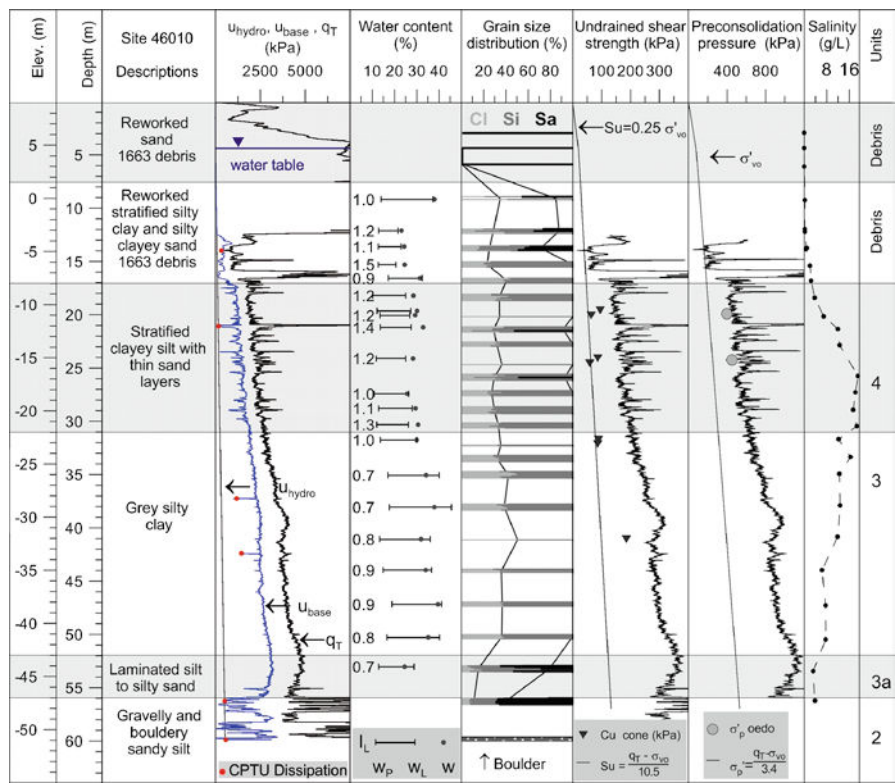 Elev. (m)
Depth (m)
Site 46010
Descriptions
u_hydro, u_base , q_T
(kPa)
2500 5000
Water content
(%)
10 20 30 40
Grain size
distribution (%)
20 40 60 80
Undrained shear
strength (kPa)
100 300
Preconsolidation
pressure (kPa)
400 800
Salinity
(g/L)
8 16
Units
Cl Si Sa
Reworked
sand
1663 debris
water table
Su=0.25 σ'vo
σ'vo
Debris
Reworked
stratified silty
clay and silty
clayey sand
1663 debris
Debris
Stratified
clayey silt with
thin sand
layers
4
Grey silty
clay
u_hydro
u_base
q_T
3
Laminated silt
to silty sand
3a
Gravelly and
bouldery
sandy silt
2
5
0
-5
-10
-15
-20
-25
-30
-35
-40
-45
-50
5
10
15
20
25
30
35
40
45
50
55
60
1.0
1.2
1.1
1.5
0.9
1.2
1.2
1.4
1.2
1.0
1.1
1.3
1.0
0.7
0.7
0.8
0.9
0.9
0.8
0.7
CPTU Dissipation
I_L
W_P W_L W
Boulder
Cu cone (kPa)
Su = q_T - σvo
10.5
σ'p oedo
σp' = q_T-σvo
3.4